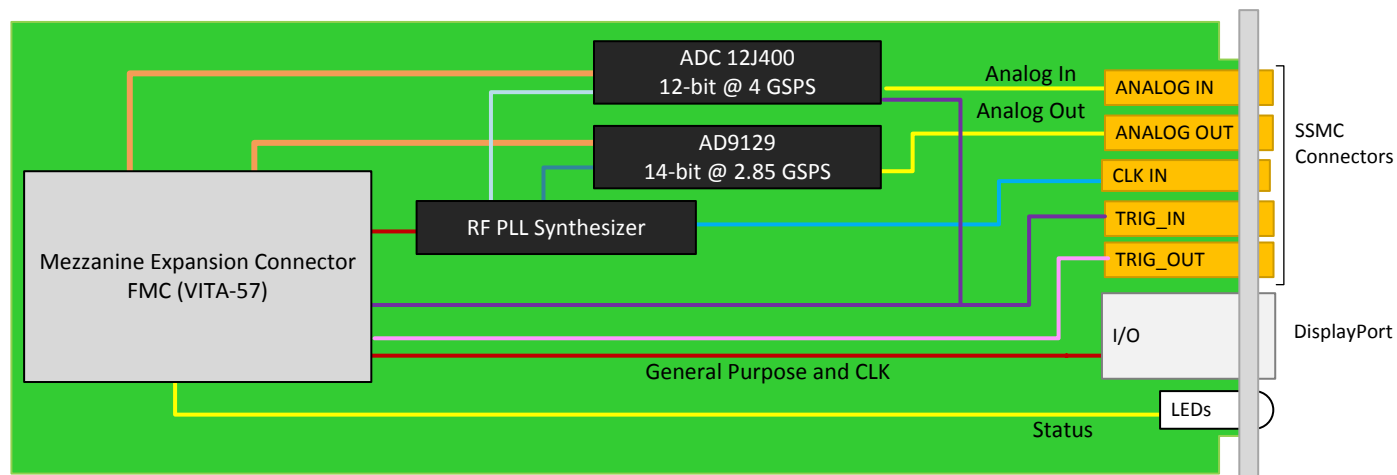 ADC 12J400
12-bit @ 4 GSPS
Analog In
ANALOG IN
Analog Out
ANALOG OUT
SSMC
Connectors
AD9129
14-bit @ 2.85 GSPS
CLK IN
RF PLL Synthesizer
TRIG_IN
TRIG_OUT
Mezzanine Expansion Connector
FMC (VITA-57)
I/O
DisplayPort
General Purpose and CLK
LEDs
Status